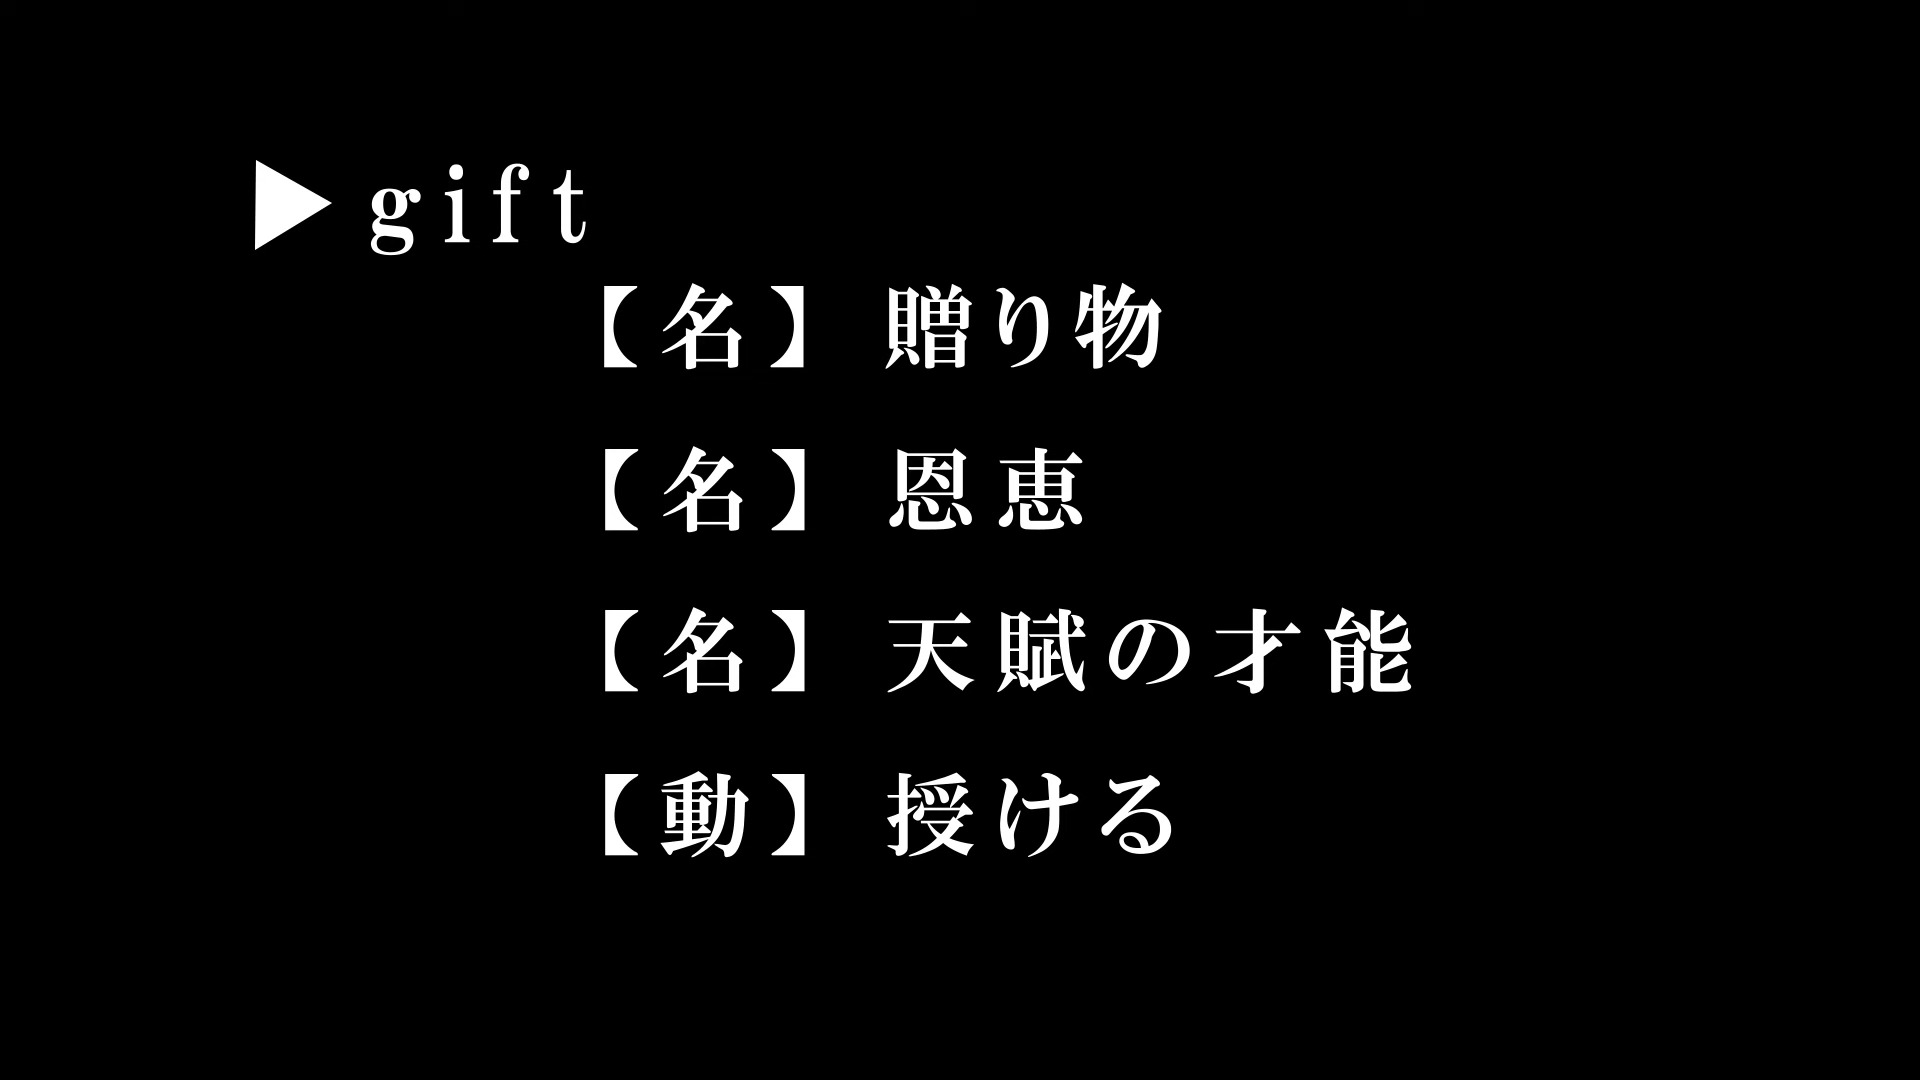 ▶gift
【名】 贈り物
【名】 恩恵
【名】 天賦の才能
【動】 授ける